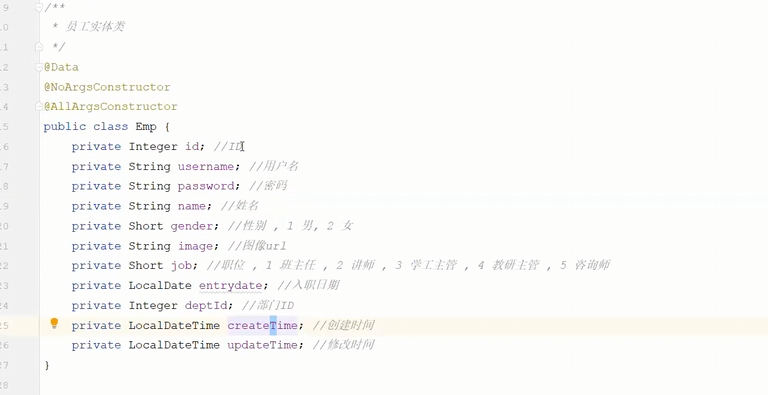 9 /**
10 * 员工实体类
11 */
12 @Data
13 @NoArgsConstructor
14 @AllArgsConstructor
15 public class Emp {
16 private Integer id; //ID
17 private String username; //用户名
18 private String password; //密码
19 private String name; //姓名
20 private Short gender; //性别 , 1 男, 2 女
21 private String image; //图像url
22 private Short job; //职位 , 1 班主任 , 2 讲师 , 3 学工主管 , 4 教研主管 , 5 咨询师
23 private LocalDate entrydate; //入职日期
24 private Integer deptId; //部门ID
25 private LocalDateTime createTime; //创建时间
26 private LocalDateTime updateTime; //修改时间
27 }
28